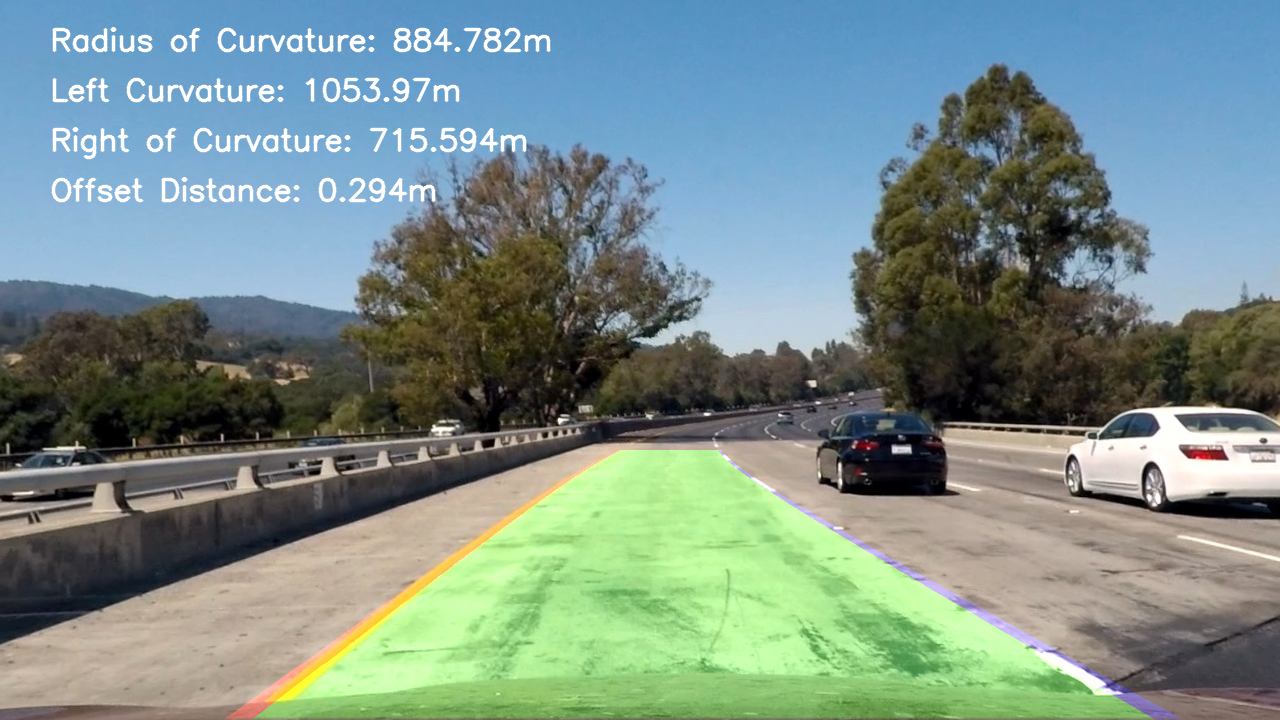 Radius of Curvature: 884.782m
Left Curvature: 1053.97m
Right of Curvature: 715.594m
Offset Distance: 0.294m